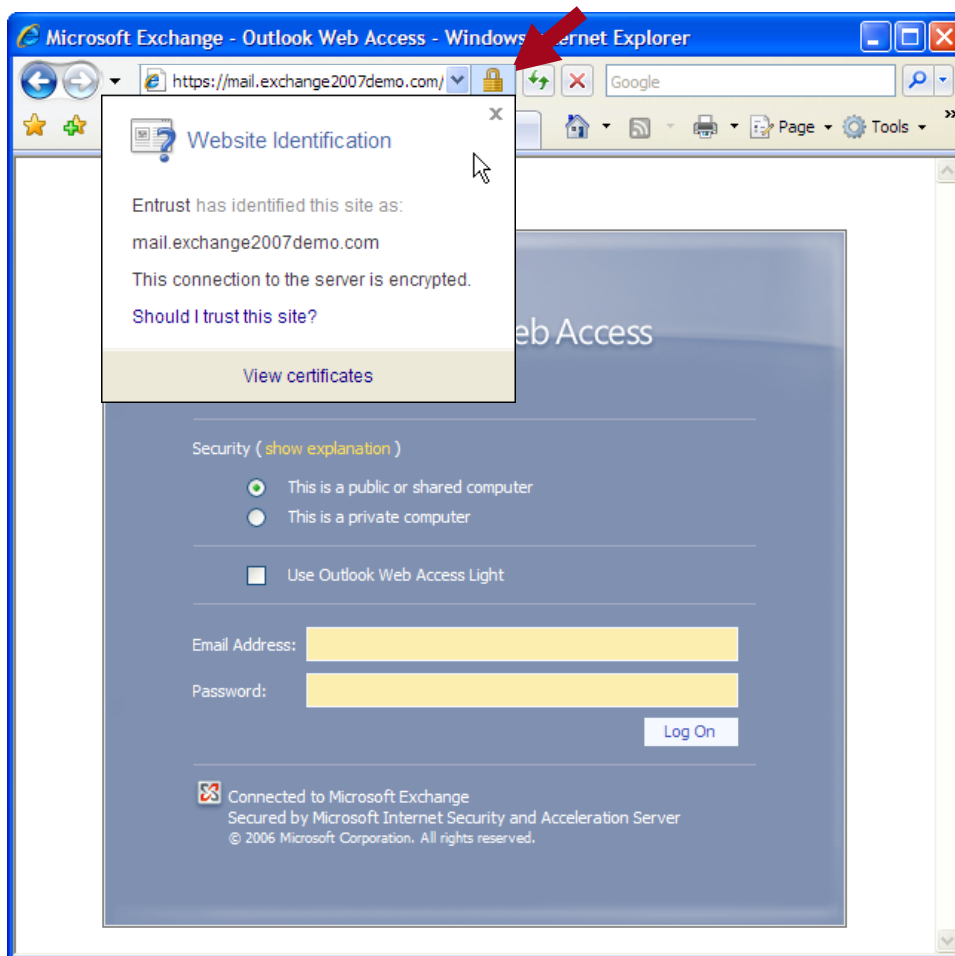 Microsoft Exchange - Outlook Web Access - Windows ernet Explorer
https://mail.exchange2007demo.com/
Google
Page
Tools
Website Identification
Entrust has identified this site as:
mail.exchange2007demo.com
This connection to the server is encrypted.
Should I trust this site?
View certificates
eb Access
Security ( show explanation )
This is a public or shared computer
This is a private computer
Use Outlook Web Access Light
Email Address:
Password:
Log On
Connected to Microsoft Exchange
Secured by Microsoft Internet Security and Acceleration Server
© 2006 Microsoft Corporation. All rights reserved.